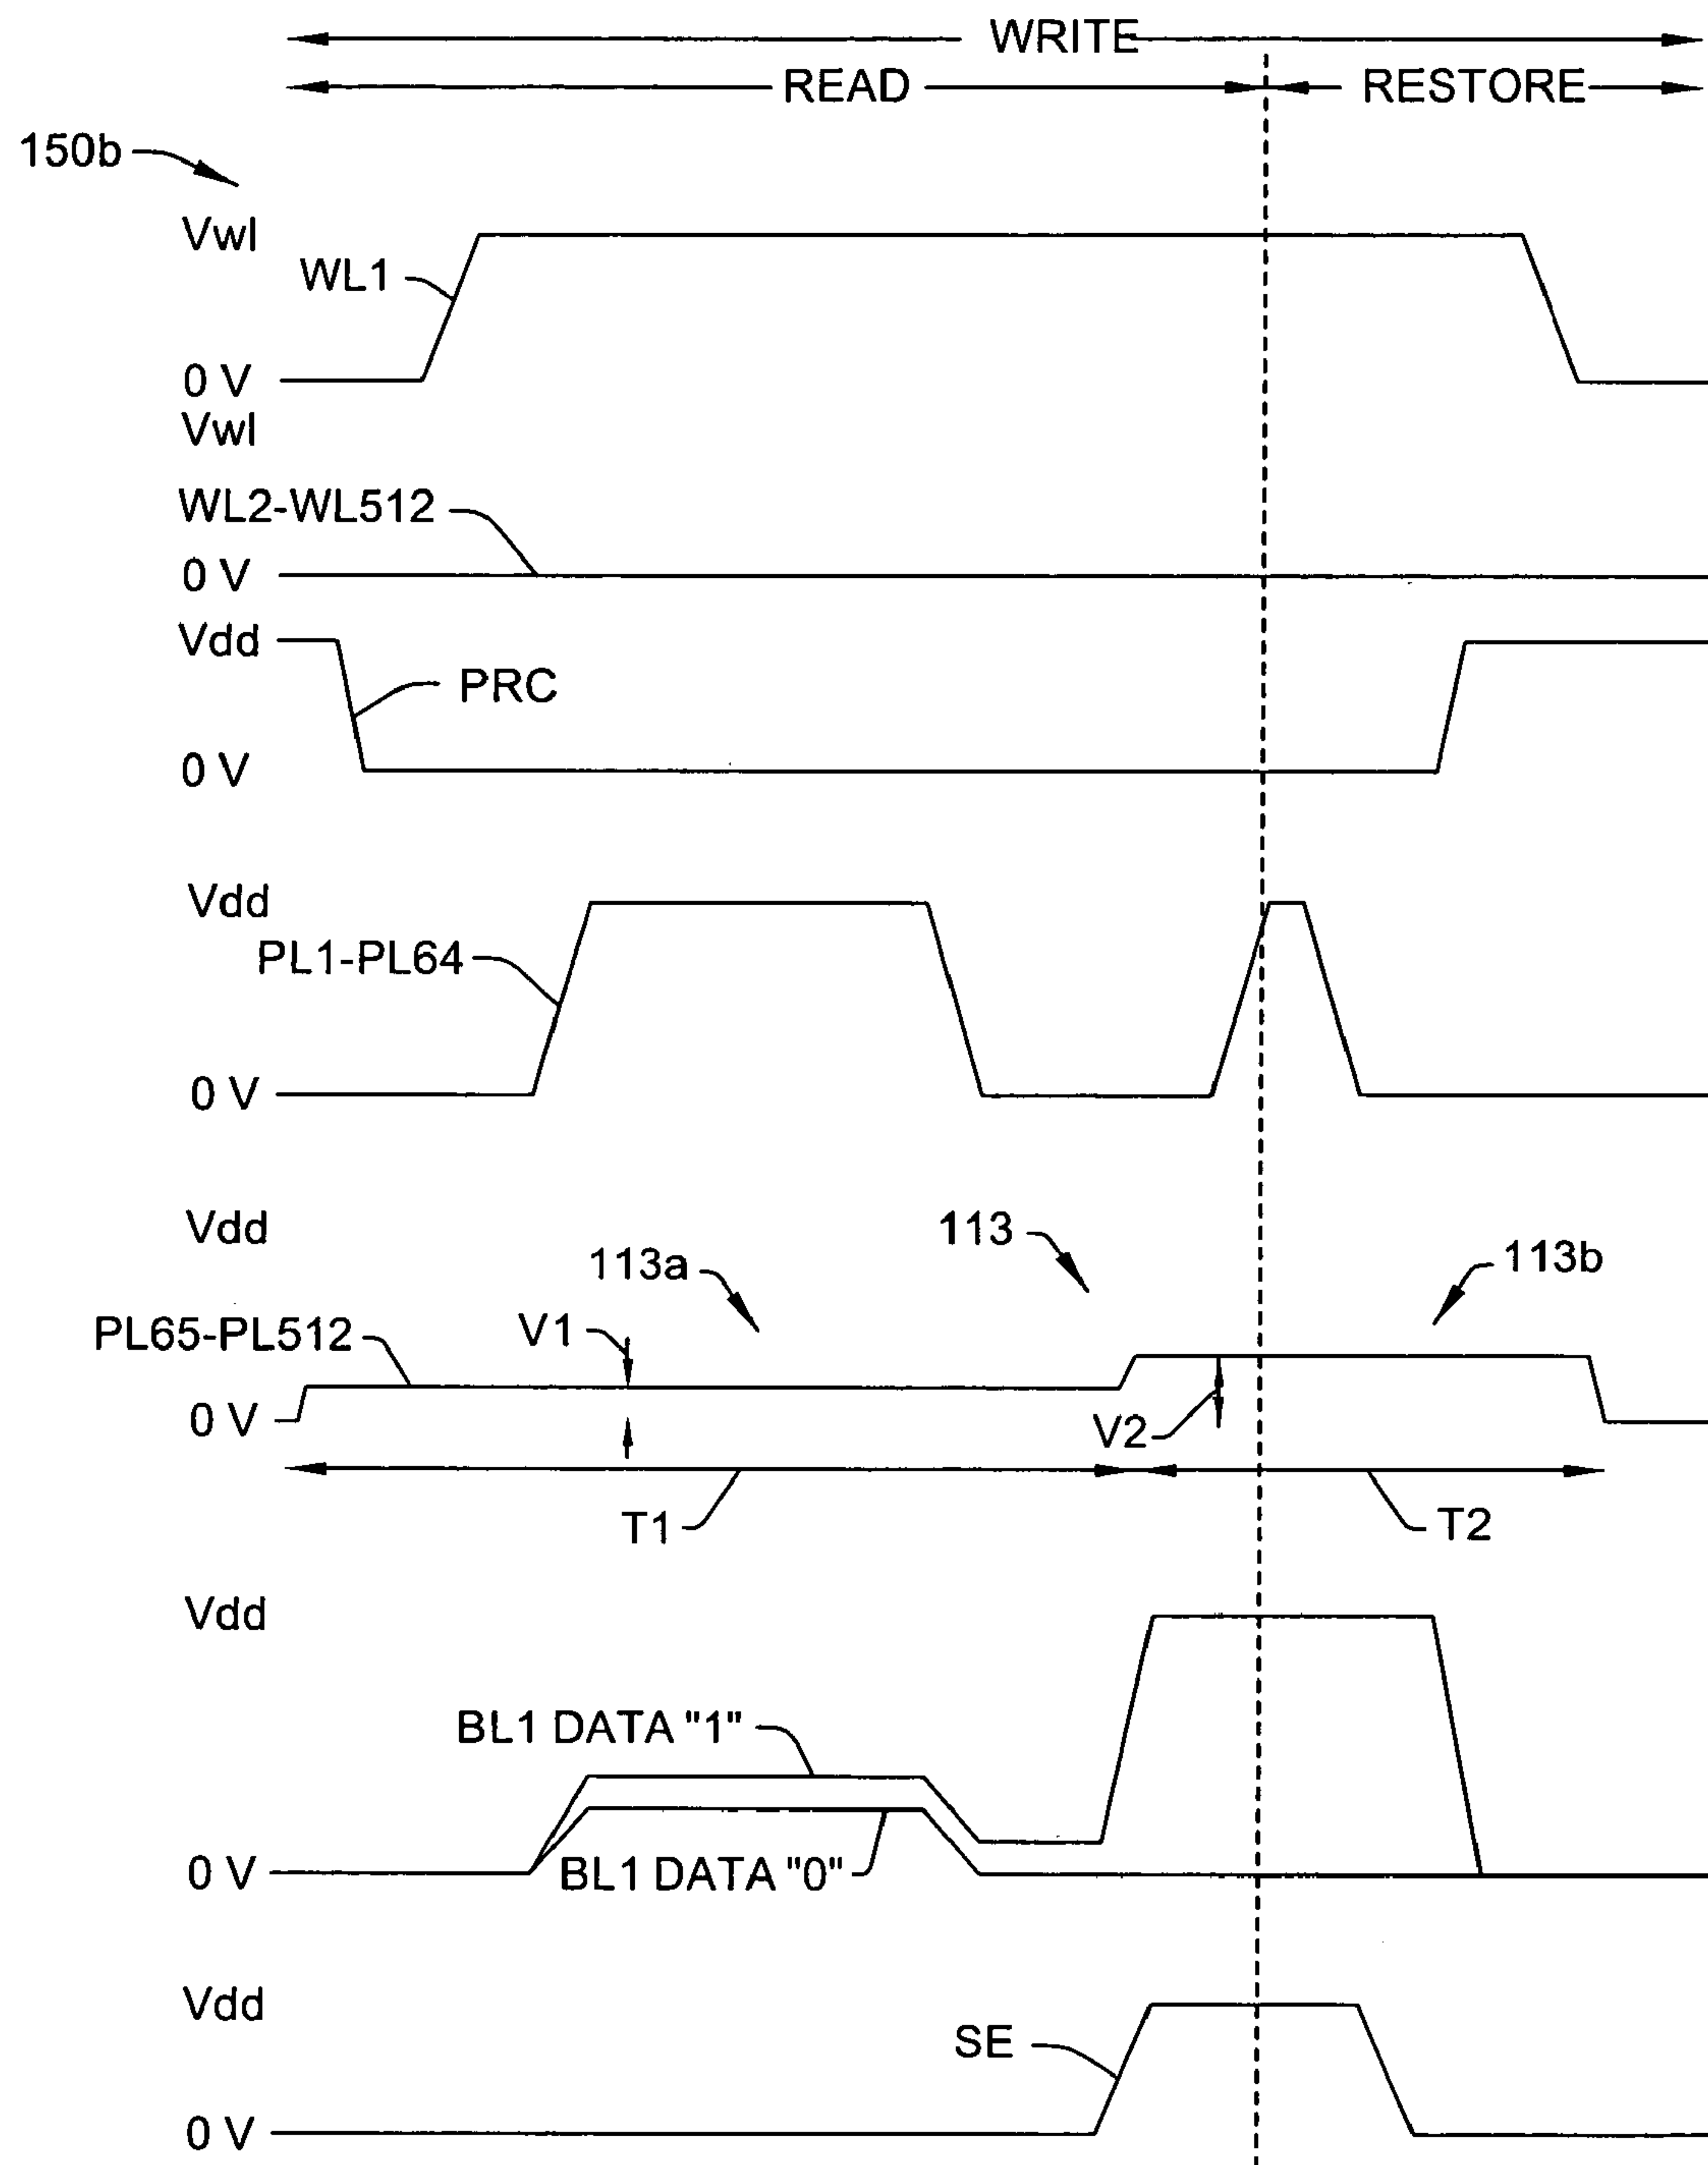 WRITE
READ RESTORE
150b
Vwl
WL1
0 V
Vwl
WL2-WL512
0 V
Vdd
PRC
0 V
Vdd
PL1-PL64
0 V
Vdd
113
113a
113b
PL65-PL512
V1
0 V
V2
T1
T2
Vdd
BL1 DATA "1"
0 V
BL1 DATA "0"
Vdd
SE
0 V